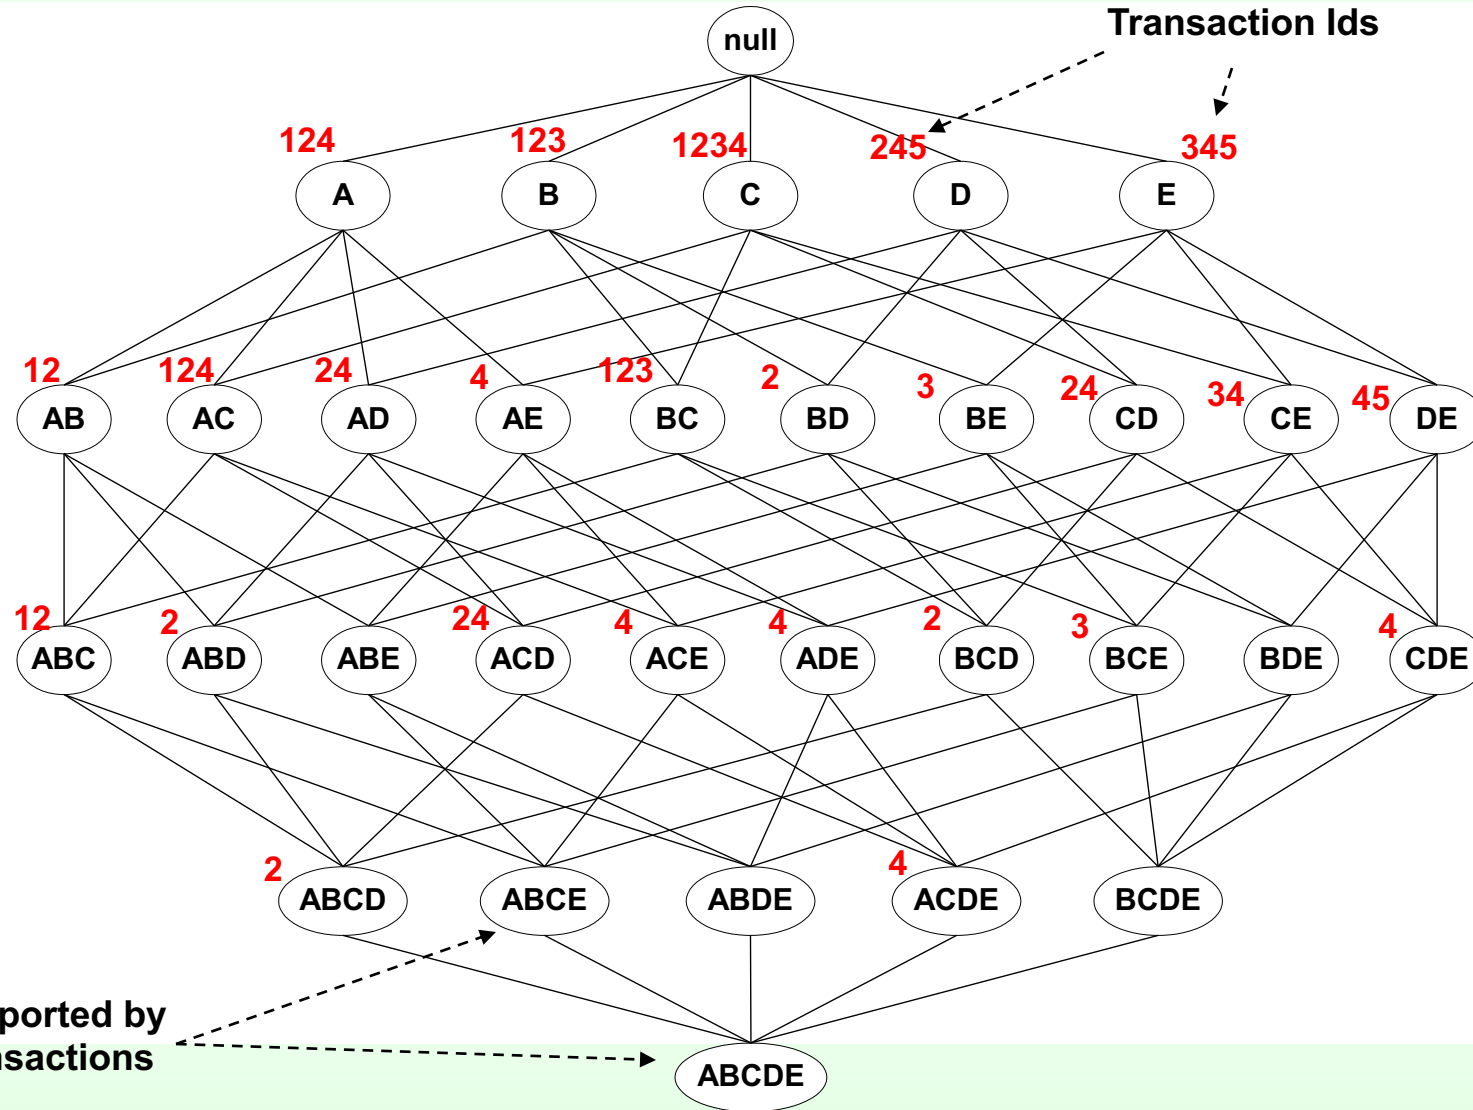 Transaction Ids
null
124 123 1234 245 345
A B C D E
12 124 24 4 123 2 3 24 34 45
AB AC AD AE BC BD BE CD CE DE
12 2 24 4 4 2 3 4
ABC ABD ABE ACD ACE ADE BCD BCE BDE CDE
2 4
ABCD ABCE ABDE ACDE BCDE
ported by
nsactions
ABCDE